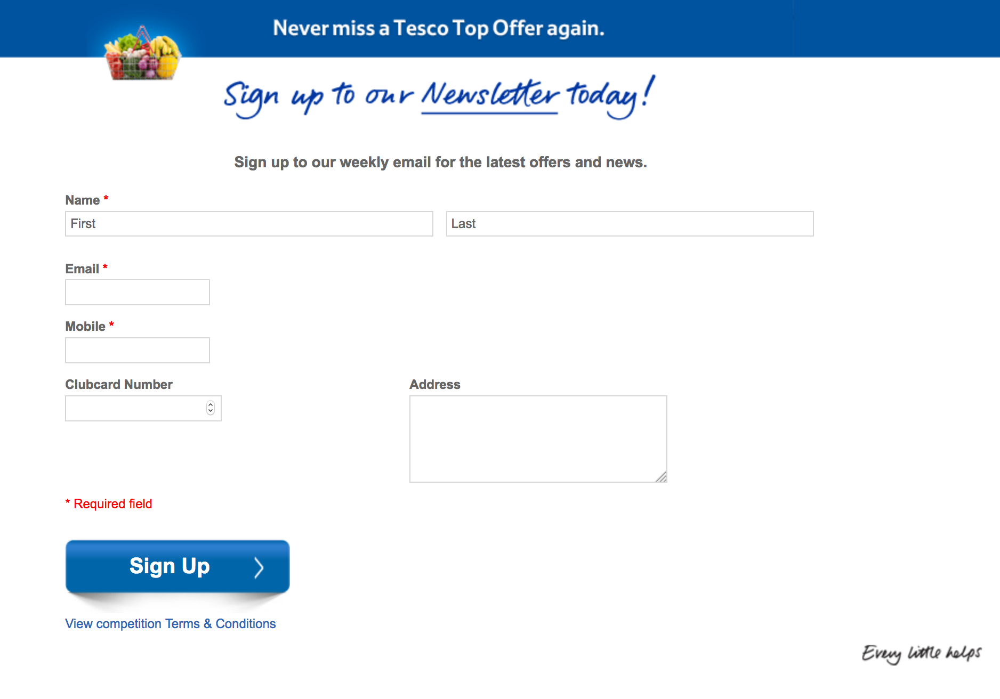 Never miss a Tesco Top Offer again.
Sign up to our Newsletter today!
Sign up to our weekly email for the latest offers and news.
Name *
First
Last
Email *
Mobile *
Clubcard Number
Address
* Required field
Sign Up
View competition Terms & Conditions
Every little helps